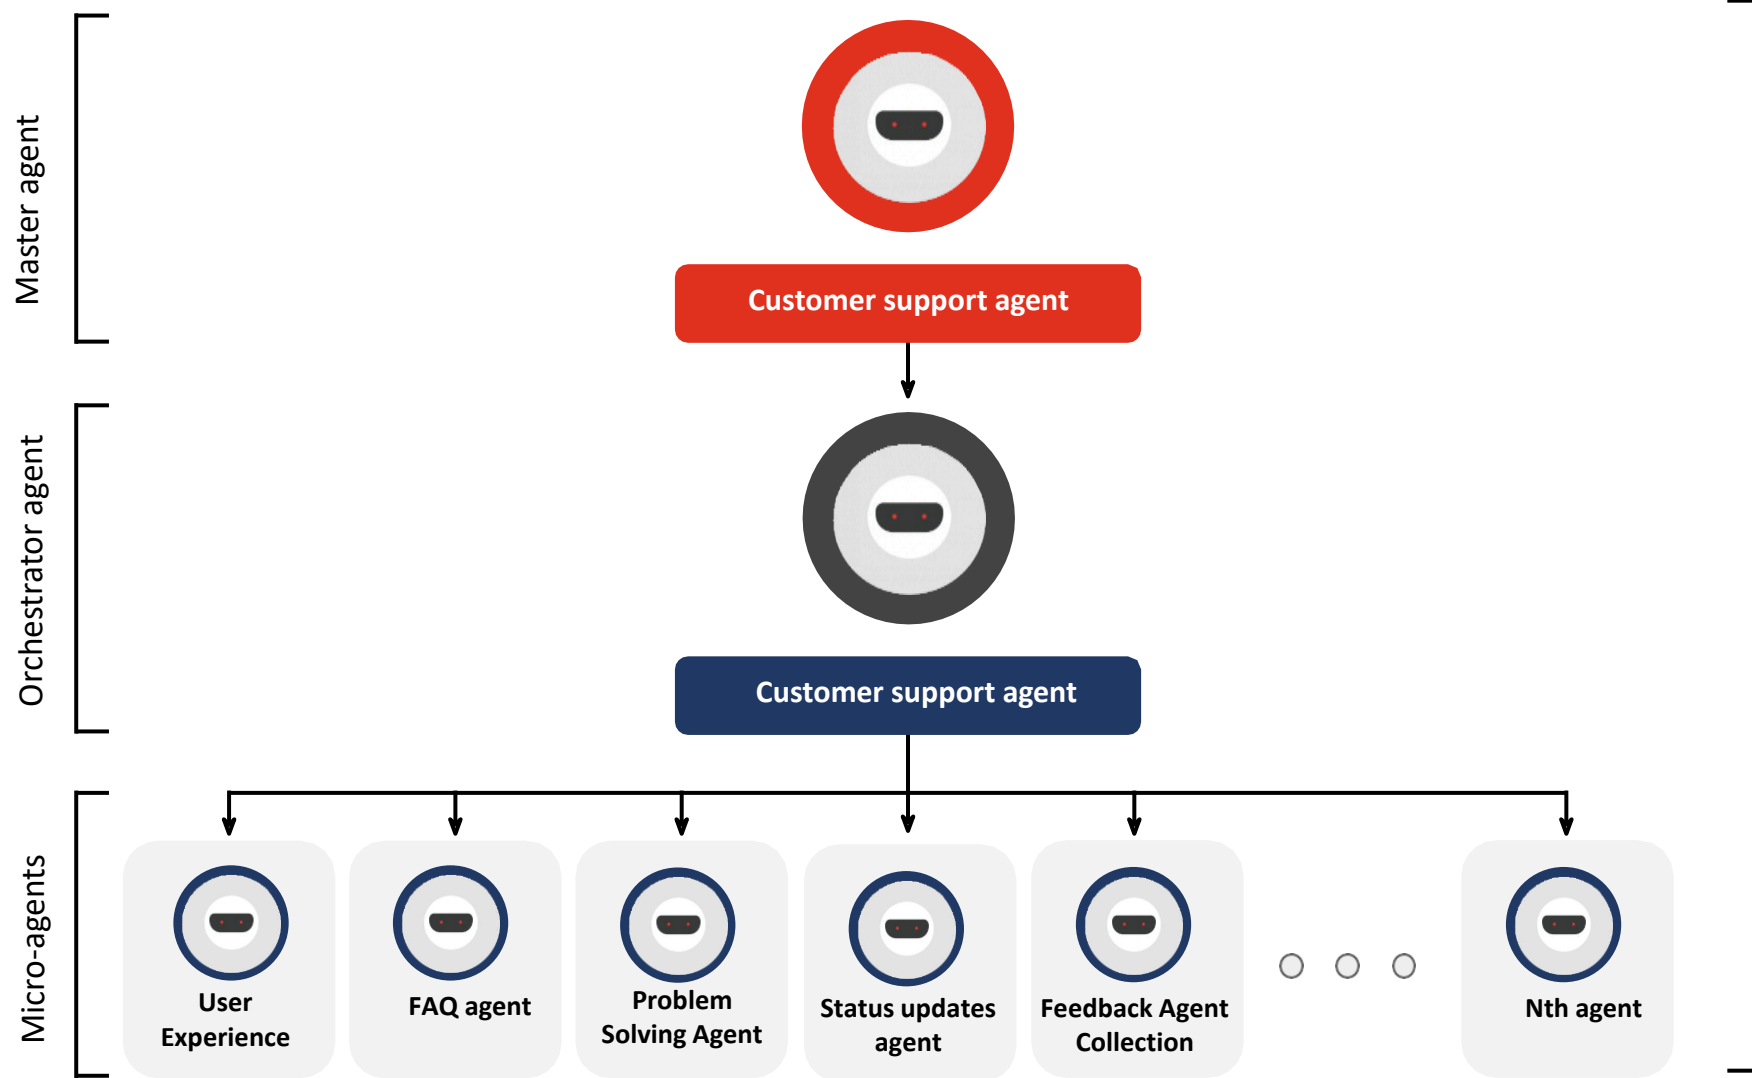 Master agent
Customer support agent
Orchestrator agent
Customer support agent
Micro-agents
User
Experience
FAQ agent
Problem
Solving Agent
Status updates
agent
Feedback Agent
Collection
Nth agent